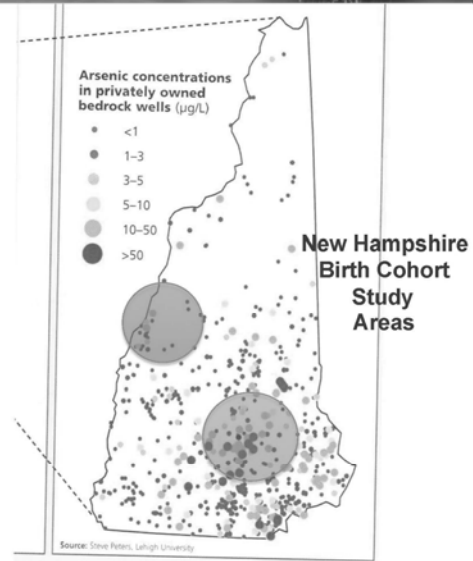 Arsenic concentrations
in privately owned
bedrock wells (µg/L)
<1
1–3
3–5
5–10
10–50
>50
New Hampshire
Birth Cohort
Study
Areas
Source: Steve Peters, Lehigh University